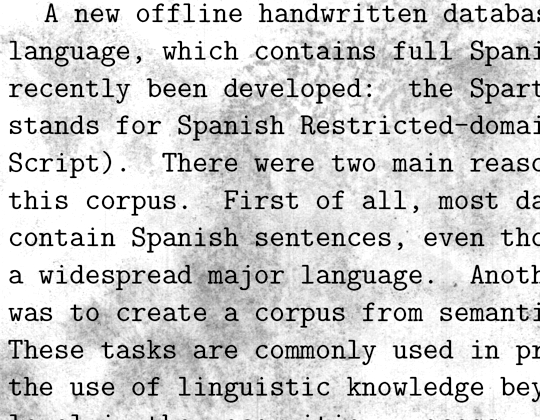 A new offline handwritten databas
language, which contains full Spani
recently been developed: the Spart
stands for Spanish Restricted-domai
Script). There were two main reaso
this corpus. First of all, most da
contain Spanish sentences, even tho
a widespread major language. Anoth
was to create a corpus from semanti
These tasks are commonly used in pr
the use of linguistic knowledge bey